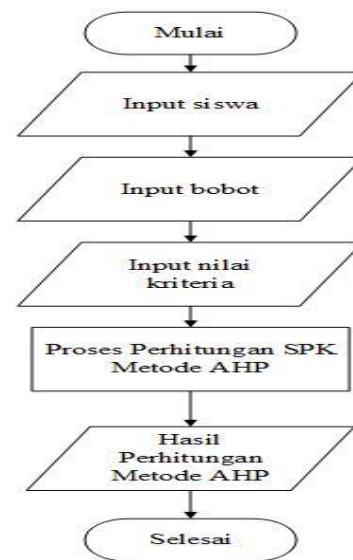 Mulai
Input siswa
Input bobot
Input nilai
kriteria
Proses Perhitungan SPK
Metode AHP
Hasil
Perhitungan
Metode AHP
Selesai